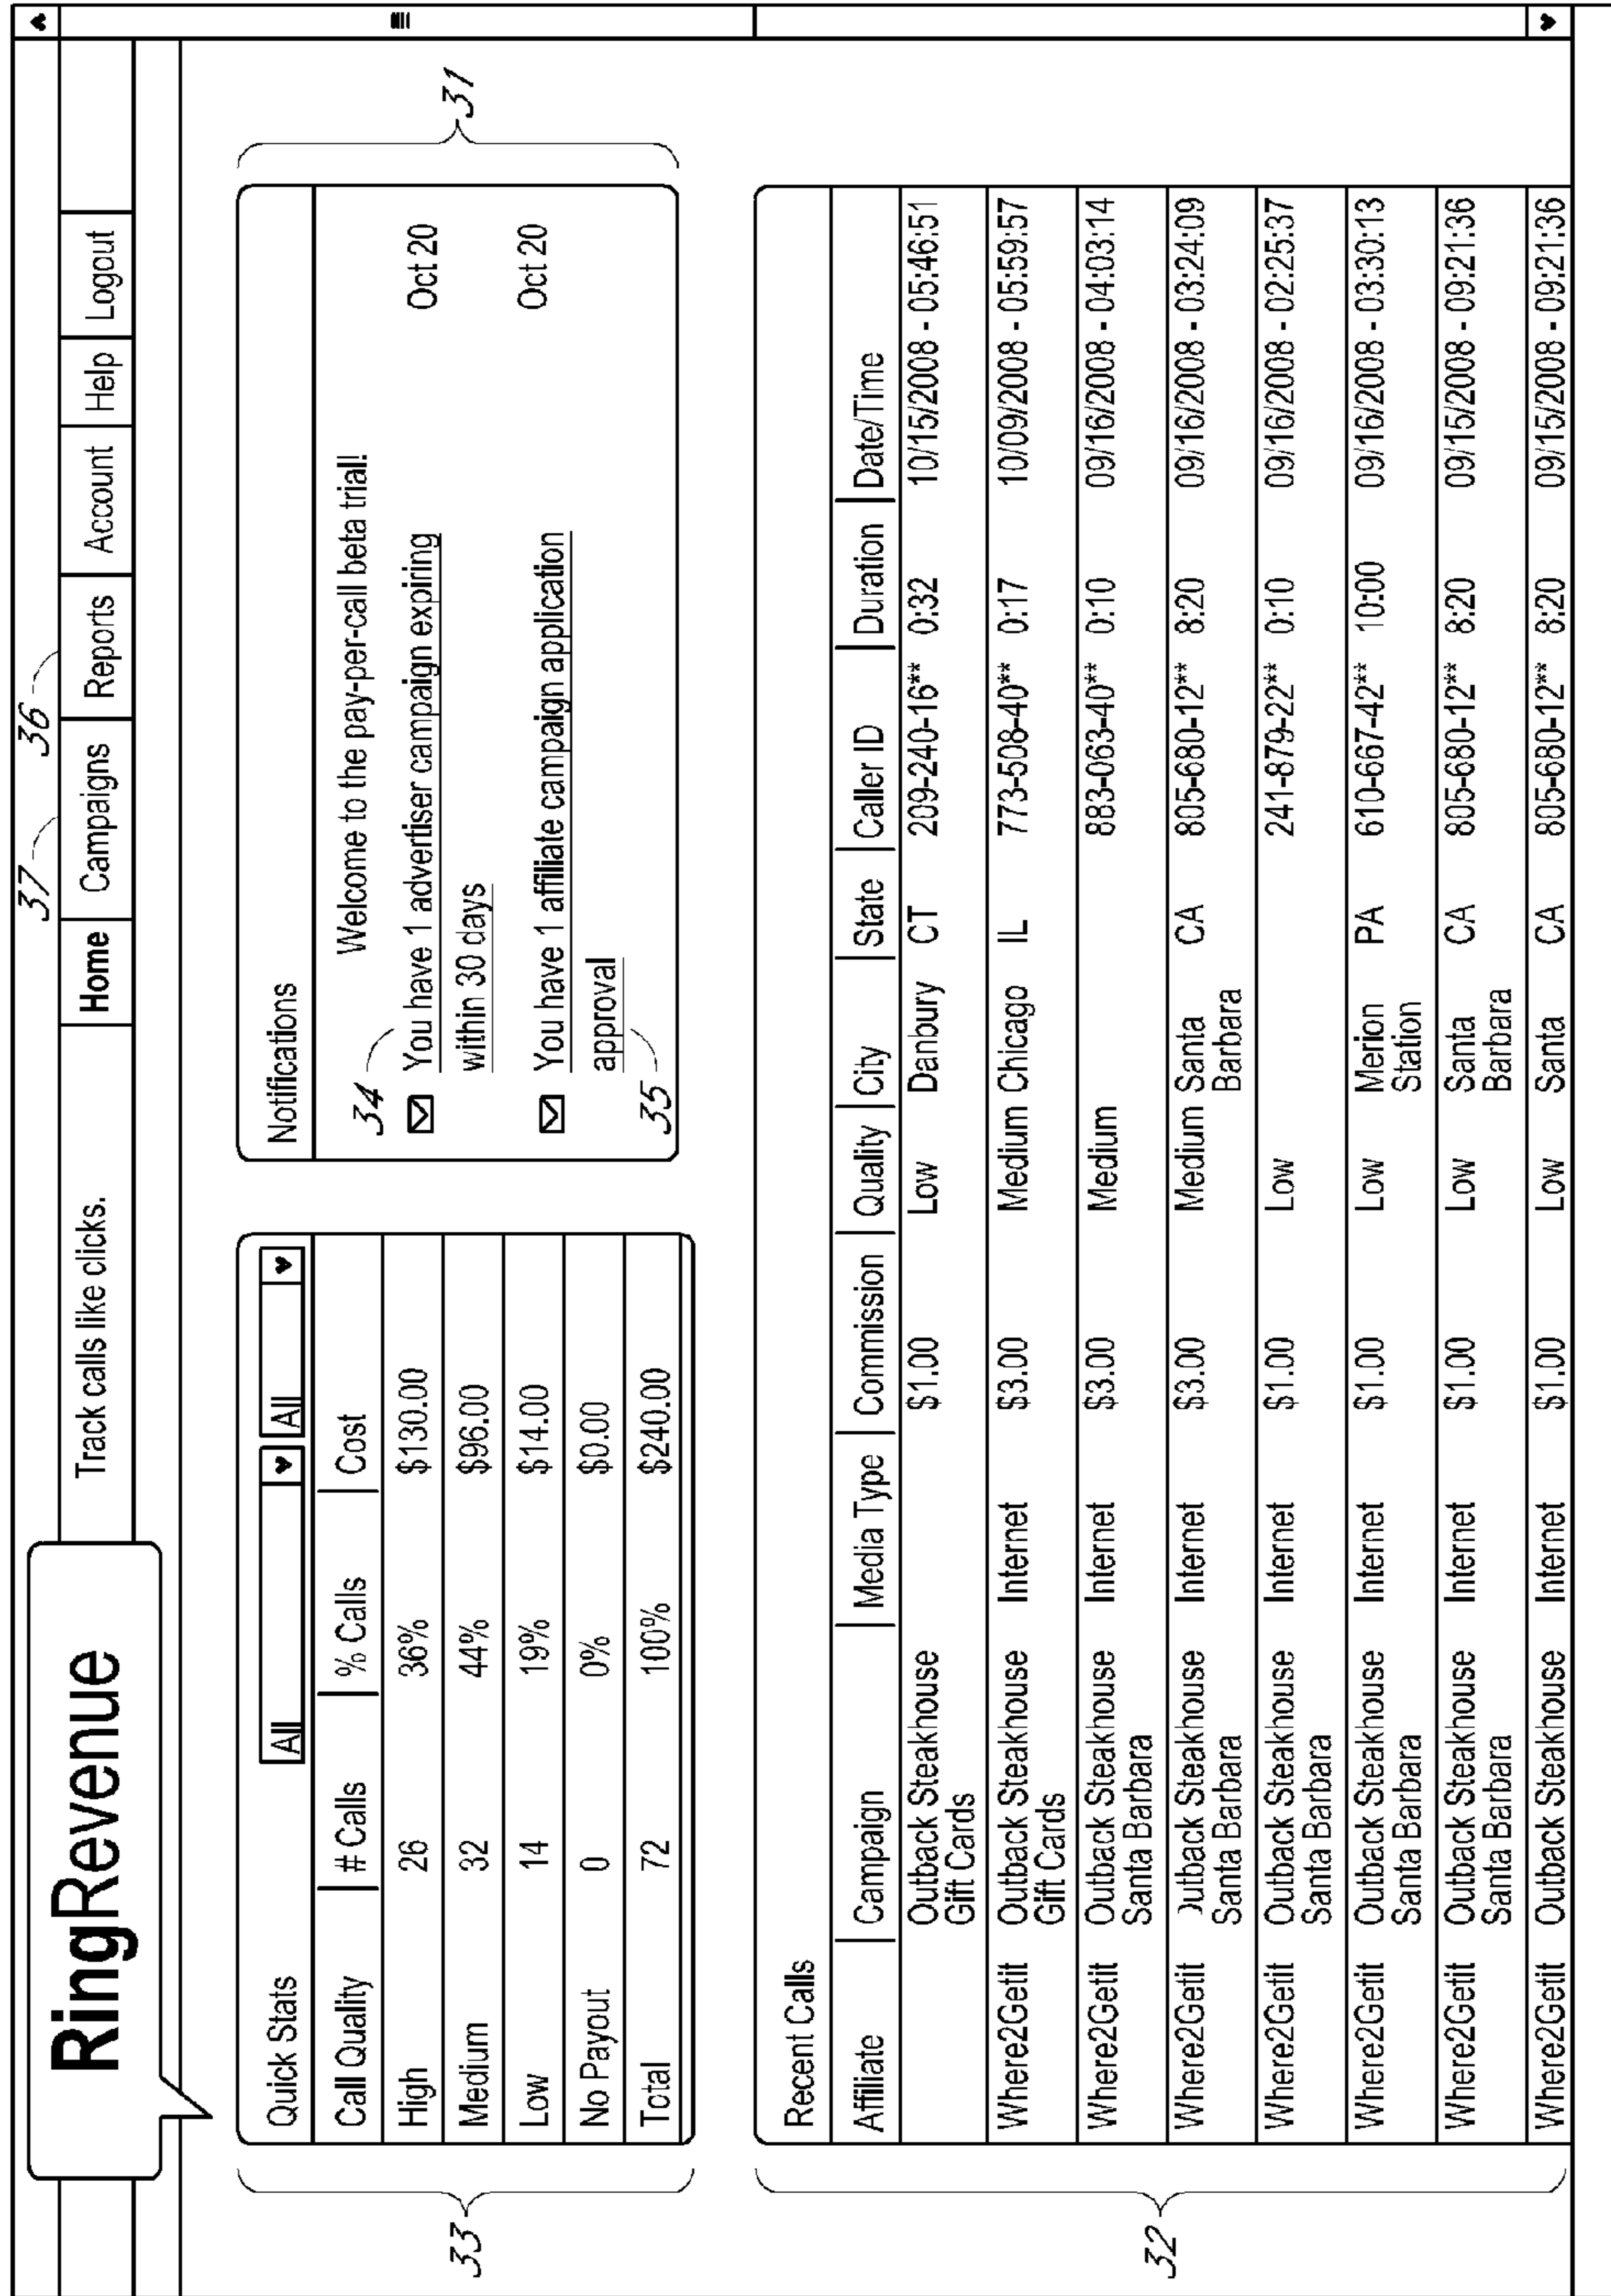 37 36
RingRevenue
Track calls like clicks.
Home Campaigns Reports Account Help Logout
33
Quick Stats All All
Call Quality # Calls % Calls Cost
High 26 36% $130.00
Medium 32 44% $96.00
Low 14 19% $14.00
No Payout 0 0% $0.00
Total 72 100% $240.00
Notifications
31
Welcome to the pay-per-call beta trial!
34
You have 1 advertiser campaign expiring Oct 20
within 30 days
You have 1 affiliate campaign application Oct 20
approval
35
32
Recent Calls
Affiliate Campaign Media Type Commission Quality City State Caller ID Duration Date/Time
Outback Steakhouse $1.00 Low Danbury CT 209-240-16** 0:32 10/15/2008 - 05:46:51
Gift Cards
Where2Getit Outback Steakhouse Internet $3.00 Medium Chicago IL 773-508-40** 0:17 10/09/2008 - 05:59:57
Gift Cards
Where2Getit Outback Steakhouse Internet $3.00 Medium 883-063-40** 0:10 09/16/2008 - 04:03:14
Santa Barbara
Where2Getit Outback Steakhouse Internet $3.00 Medium Santa CA 805-680-12** 8:20 09/16/2008 - 03:24:09
Santa Barbara Barbara
Where2Getit Outback Steakhouse Internet $1.00 Low 241-879-22** 0:10 09/16/2008 - 02:25:37
Santa Barbara
Where2Getit Outback Steakhouse Internet $1.00 Low Merion PA 610-667-42** 10:00 09/16/2008 - 03:30:13
Santa Barbara Station
Where2Getit Outback Steakhouse Internet $1.00 Low Santa CA 805-680-12** 8:20 09/15/2008 - 09:21:36
Santa Barbara Barbara
Where2Getit Outback Steakhouse Internet $1.00 Low Santa CA 805-680-12** 8:20 09/15/2008 - 09:21:36